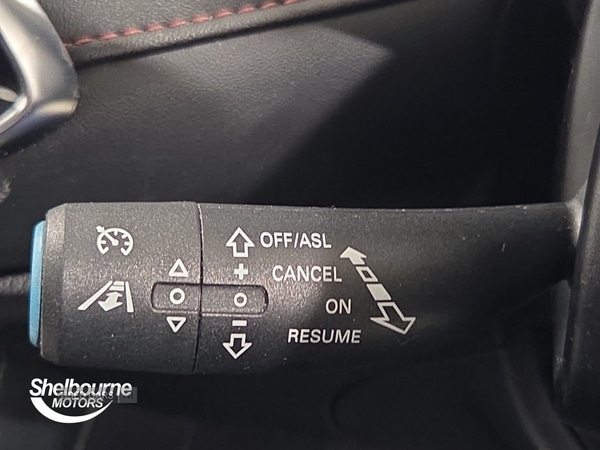 OFF/ASL
+
CANCEL
ON
-
RESUME
Shelbourne
MOTORS